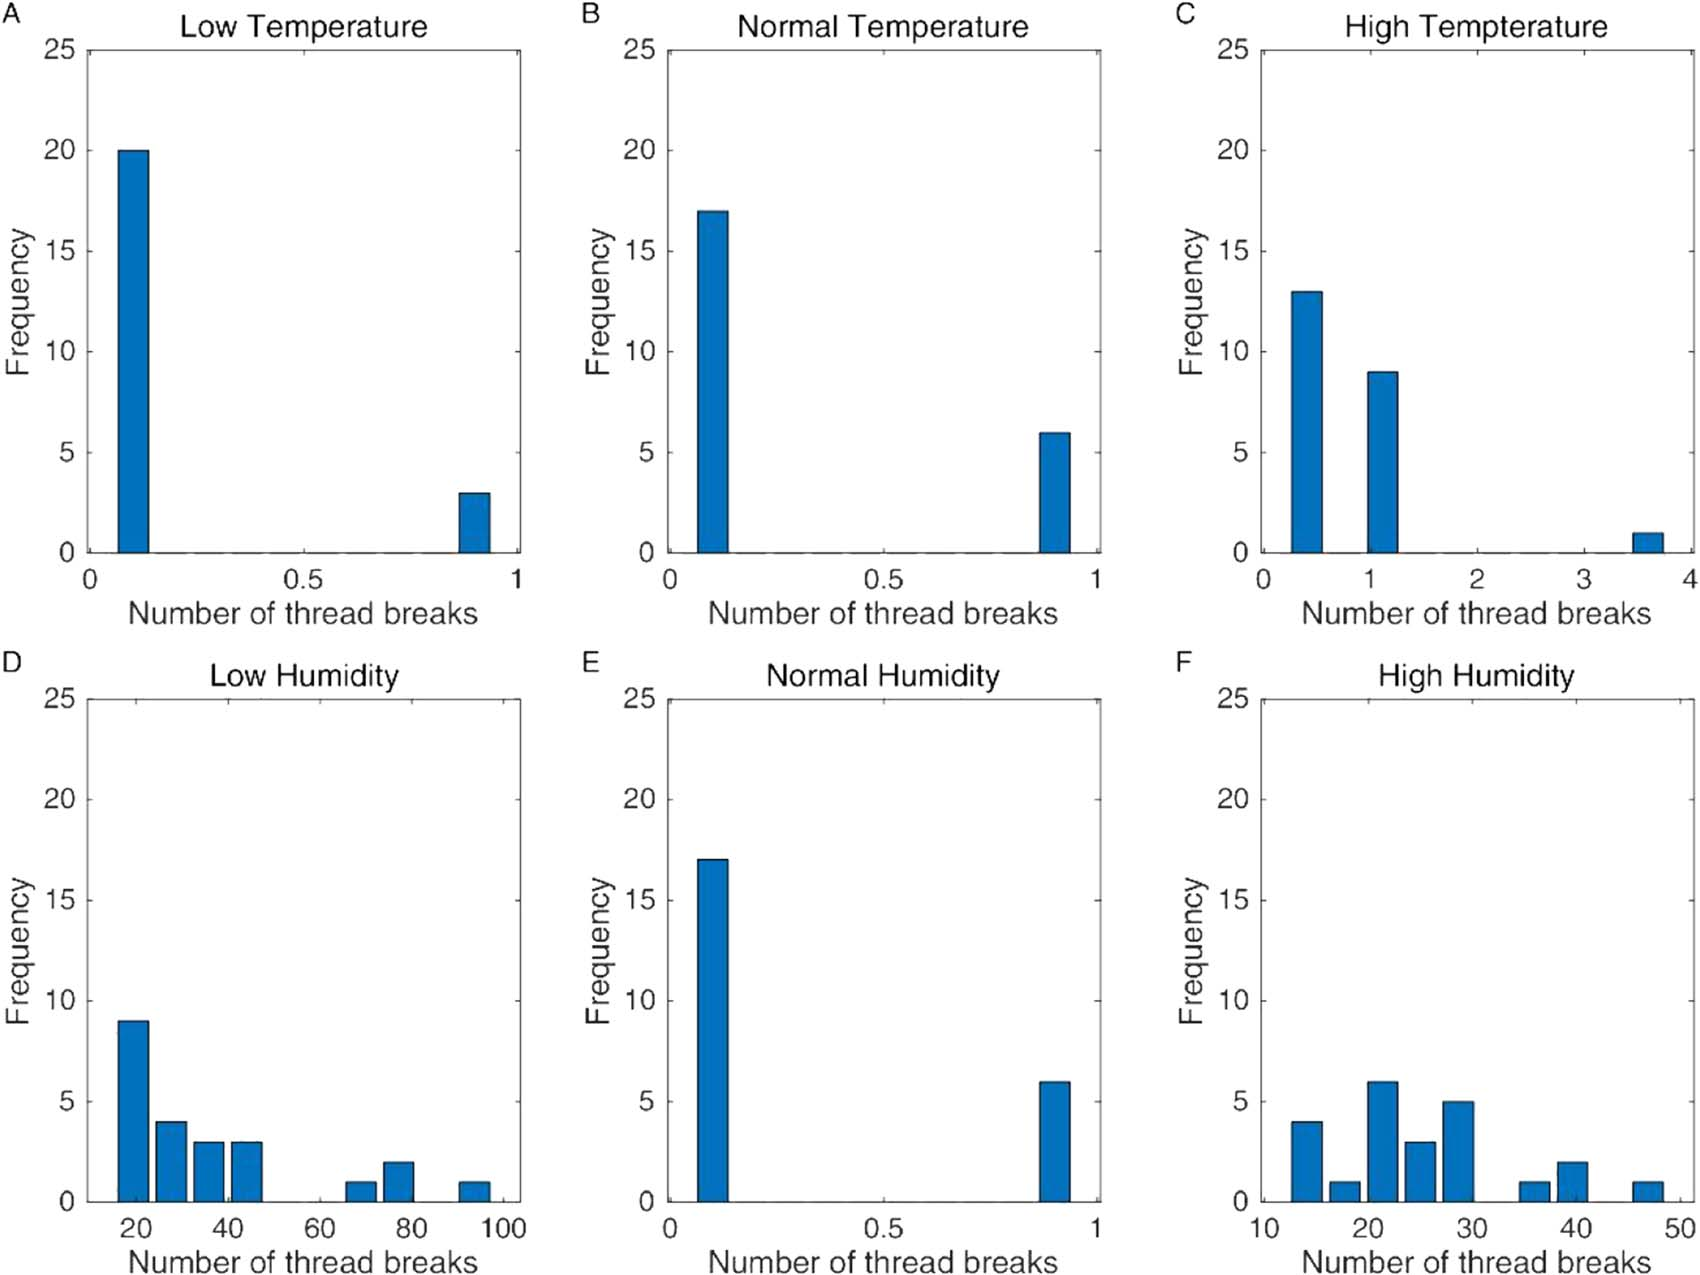 A
Low Temperature
25
20
15
10
5
0
Frequency
0 0.5 1
Number of thread breaks
B
Normal Temperature
25
20
15
10
5
0
Frequency
0 0.5 1
Number of thread breaks
C
High Tempterature
25
20
15
10
5
0
Frequency
0 1 2 3 4
Number of thread breaks
D
Low Humidity
25
20
15
10
5
0
Frequency
20 40 60 80 100
Number of thread breaks
E
Normal Humidity
25
20
15
10
5
0
Frequency
0 0.5 1
Number of thread breaks
F
High Humidity
25
20
15
10
5
0
Frequency
10 20 30 40 50
Number of thread breaks